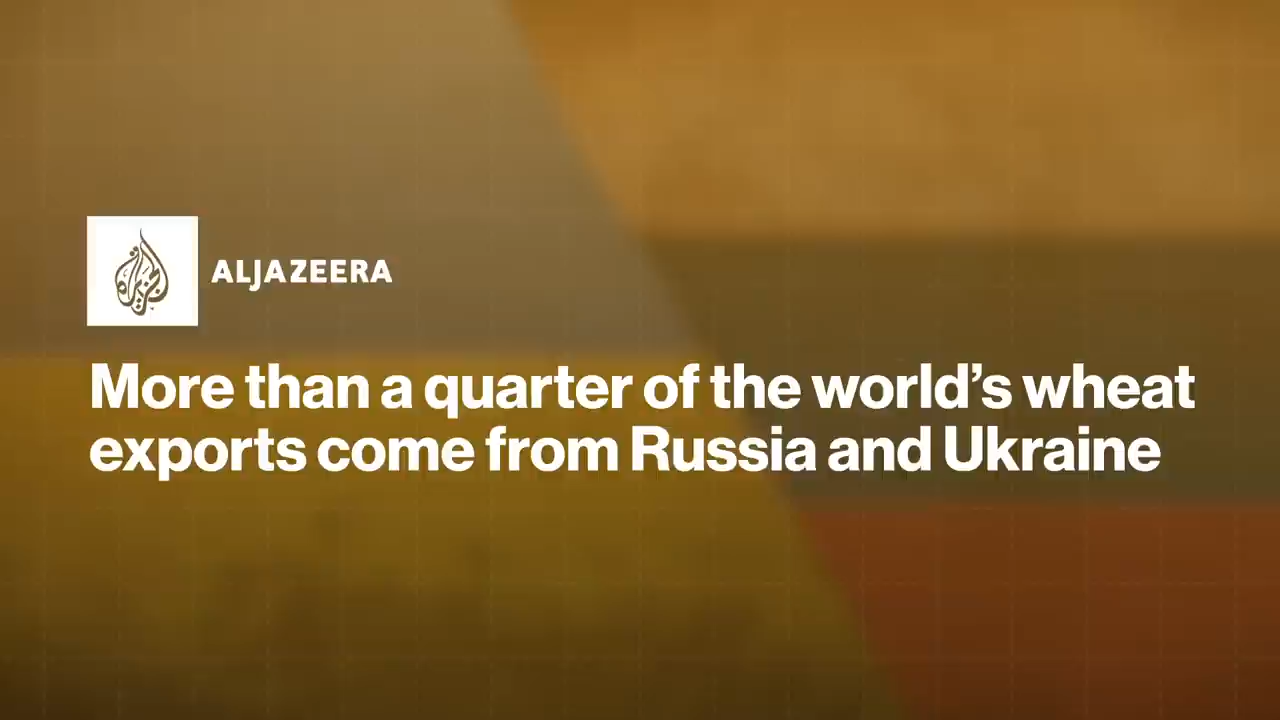 ALJAZEERA
More than a quarter of the world’s wheat
exports come from Russia and Ukraine